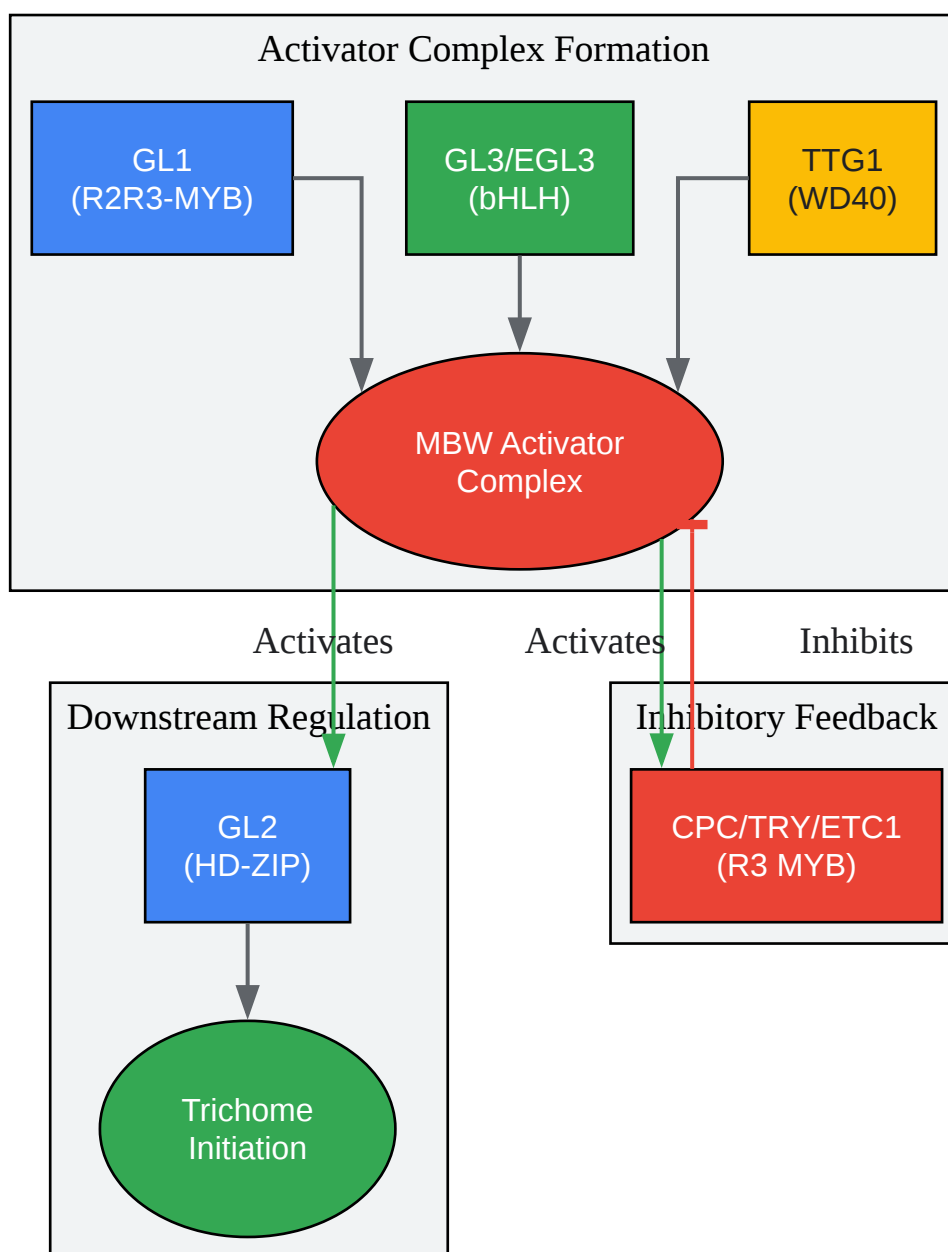 Activator Complex Formation
GL1
(R2R3-MYB)
GL3/EGL3
(bHLH)
TTG1
(WD40)
MBW Activator
Complex
Activates
Activates
Inhibits
Downstream Regulation
Inhibitory Feedback
GL2
(HD-ZIP)
CPC/TRY/ETC1
(R3 MYB)
Trichome
Initiation